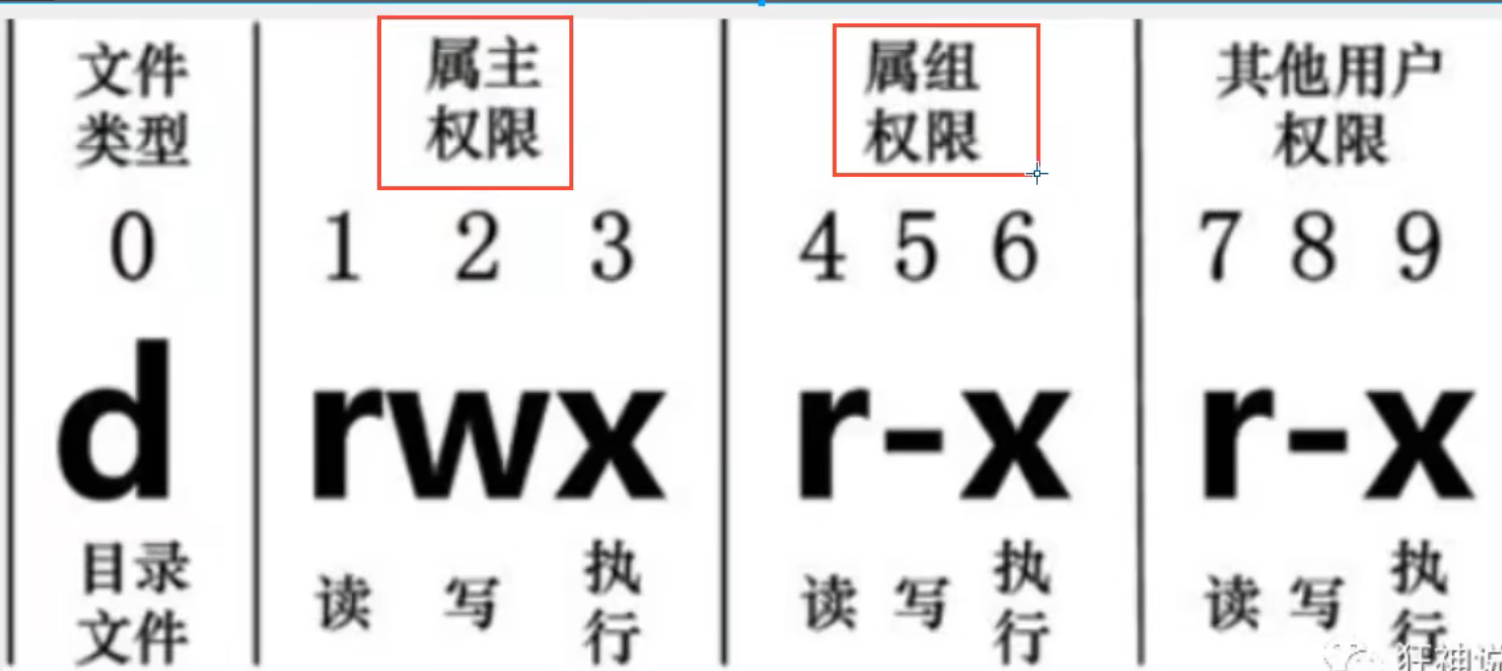 文件 属主 属组 其他用户
类型 权限 权限 权限
0 1 2 3 4 5 6 7 8 9
d rwx r-x r-x
目录 读 写 执 读 写 执 读 写 执
文件 行 行 行
狂神说